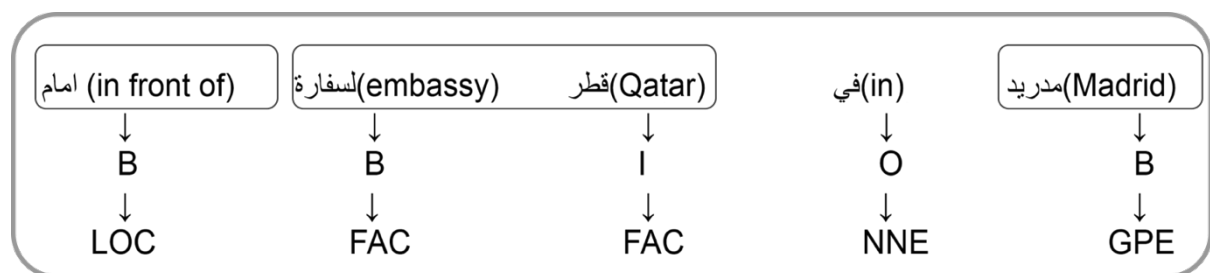 امام (in front of) لسفارة(embassy) قطر(Qatar) في(in) مدريد(Madrid)
↓ ↓ ↓ ↓ ↓
B B I O B
↓ ↓ ↓ ↓ ↓
LOC FAC FAC NNE GPE